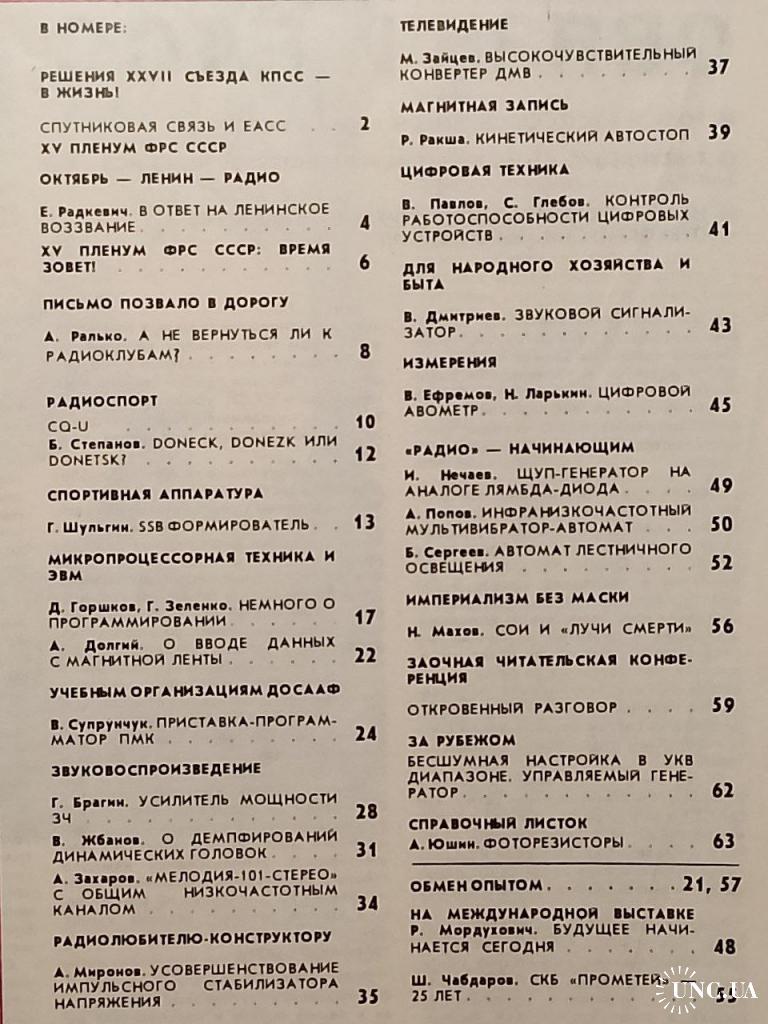 В НОМЕРЕ:
РЕШЕНИЯ XXVII СЪЕЗДА КПСС —
В ЖИЗНЬ!
СПУТНИКОВАЯ СВЯЗЬ И ЕАСС . . 2
XV ПЛЕНУМ ФРС СССР
ОКТЯБРЬ — ЛЕНИН — РАДИО
Е. Радкевич. В ОТВЕТ НА ЛЕНИНСКОЕ
ВОЗЗВАНИЕ . . . . . . . . . 4
XV ПЛЕНУМ ФРС СССР: ВРЕМЯ
ЗОВЕТ! . . . . . . . . . . 6
ПИСЬМО ПОЗВАЛО В ДОРОГУ
А. Ралько. А НЕ ВЕРНУТЬСЯ ЛИ К
РАДИОКЛУБАМ? . . . . . . . 8
РАДИОСПОРТ
CQ-U . . . . . . . . . . 10
Б. Степанов. DONECK, DONEZK ИЛИ
DONETSK? . . . . . . . . . 12
СПОРТИВНАЯ АППАРАТУРА
Г. Шульгин. SSB ФОРМИРОВАТЕЛЬ . . 13
МИКРОПРОЦЕССОРНАЯ ТЕХНИКА И
ЭВМ
Д. Горшков, Г. Зеленко. НЕМНОГО О
ПРОГРАММИРОВАНИИ . . . . . . 17
А. Долгий. О ВВОДЕ ДАННЫХ
С МАГНИТНОЙ ЛЕНТЫ . . . . . . 22
УЧЕБНЫМ ОРГАНИЗАЦИЯМ ДОСААФ
В. Супрунчук. ПРИСТАВКА-ПРОГРАМ-
МАТОР ПМК . . . . . . . . 24
ЗВУКОВОСПРОИЗВЕДЕНИЕ
Г. Брагин. УСИЛИТЕЛЬ МОЩНОСТИ
ЗЧ . . . . . . . . . . . 28
В. Жбанов. О ДЕМПФИРОВАНИЙ
ДИНАМИЧЕСКИХ ГОЛОВОК . . . . 31
А. Захаров. «МЕЛОДИЯ-101-СТЕРЕО»
С ОБЩИМ НИЗКОЧАСТОТНЫМ
КАНАЛОМ . . . . . . . . . 34
РАДИОЛЮБИТЕЛЮ-КОНСТРУКТОРУ
А. Миронов. УСОВЕРШЕНСТВОВАНИЕ
ИМПУЛЬСНОГО СТАБИЛИЗАТОРА
НАПРЯЖЕНИЯ . . . . . . . . 35
ТЕЛЕВИДЕНИЕ
М. Зайцев. ВЫСОКОЧУВСТВИТЕЛЬНЫЙ
КОНВЕРТЕР ДМВ . . . . . . . 37
МАГНИТНАЯ ЗАПИСЬ
Р. Ракша. КИНЕТИЧЕСКИЙ АВТОСТОП 39
ЦИФРОВАЯ ТЕХНИКА
В. Павлов, С. Глебов. КОНТРОЛЬ
РАБОТОСПОСОБНОСТИ ЦИФРОВЫХ
УСТРОЙСТВ . . . . . . . . . 41
ДЛЯ НАРОДНОГО ХОЗЯЙСТВА И
БЫТА
В. Дмитриев. ЗВУКОВОЙ СИГНАЛИ-
ЗАТОР. . . . . . . . . . . 43
ИЗМЕРЕНИЯ
В. Ефремов, Н. Ларькин. ЦИФРОВОЙ
АВОМЕТР. . . . . . . . . . 45
«РАДИО» — НАЧИНАЮЩИМ
И. Нечаев. ЩУП-ГЕНЕРАТОР НА
АНАЛОГЕ ЛЯМБДА-ДИОДА . . . . 49
А. Попов. ИНФРАНИЗКОЧАСТОТНЫЙ
МУЛЬТИВИБРАТОР-АВТОМАТ . . . 50
Б. Сергеев. АВТОМАТ ЛЕСТНИЧНОГО
ОСВЕЩЕНИЯ . . . . . . . . 52
ИМПЕРИАЛИЗМ БЕЗ МАСКИ
Н. Махов. СОИ И «ЛУЧИ СМЕРТИ» 56
ЗАОЧНАЯ ЧИТАТЕЛЬСКАЯ КОНФЕ-
РЕНЦИЯ
ОТКРОВЕННЫЙ РАЗГОВОР . . . . 59
ЗА РУБЕЖОМ
БЕСШУМНАЯ НАСТРОЙКА В УКВ
ДИАПАЗОНЕ. УПРАВЛЯЕМЫЙ ГЕНЕ-
РАТОР. . . . . . . . . . . 62
СПРАВОЧНЫЙ ЛИСТОК
А. Юшин. ФОТОРЕЗИСТОРЫ . . . . 63
ОБМЕН ОПЫТОМ . . . . . . . 21, 57
НА МЕЖДУНАРОДНОЙ ВЫСТАВКЕ
Р. Мордухович. БУДУЩЕЕ НАЧИ-
НАЕТСЯ СЕГОДНЯ . . . . . . . 48
Ш. Чабдаров. СКБ «ПРОМЕТЕЙ» —
25 ЛЕТ. . . . . . . . . . 55
UNC.UA